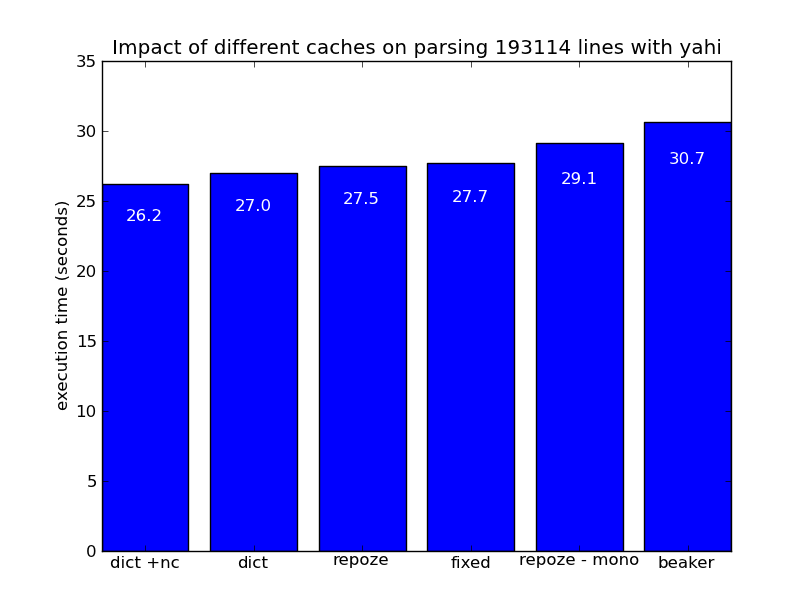 Impact of different caches on parsing 193114 lines with yahi
execution time (seconds)
35
30
25
20
15
10
5
0
26.2
27.0
27.5
27.7
29.1
30.7
dict +nc
dict
repoze
fixed
repoze - mono
beaker